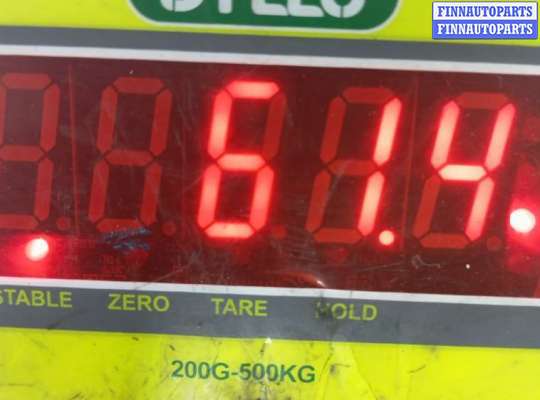 FINNAUTOPARTS
FINNAUTOPARTS
61.4
STABLE ZERO TARE HOLD
200G-500KG